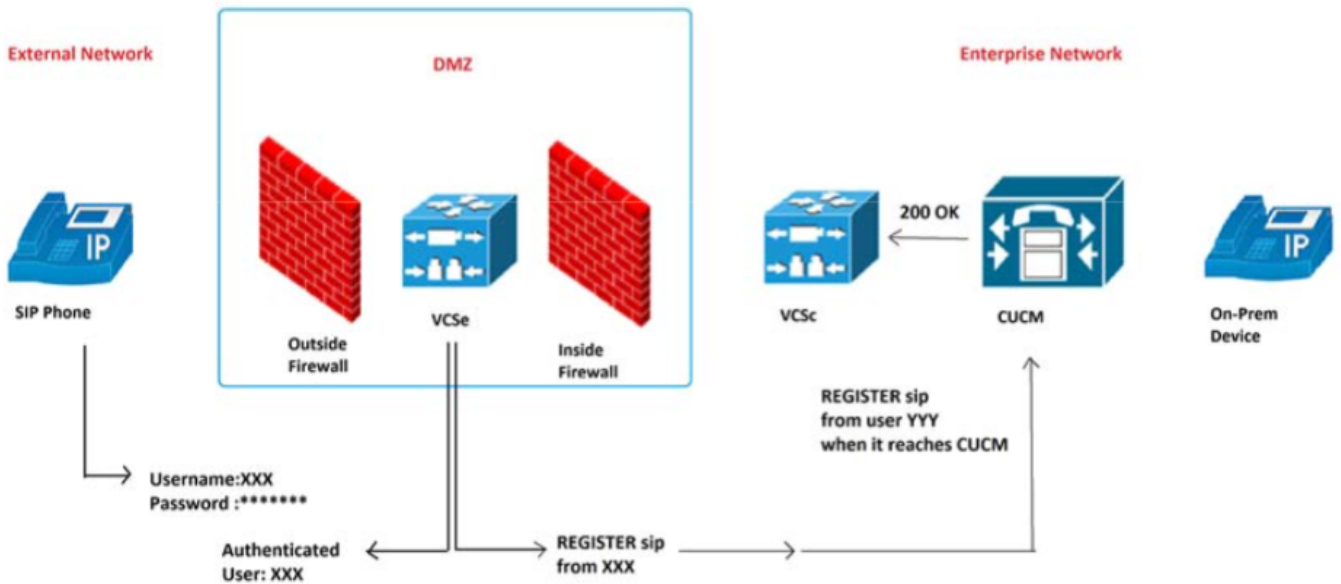 External Network
DMZ
Enterprise Network
IP
SIP Phone
Outside
Firewall
VCSe
Inside
Firewall
VCSc
200 OK
CUCM
IP
On-Prem
Device
Username:XXX
Password :*******
Authenticated
User: XXX
REGISTER sip
from XXX
REGISTER sip
from user YYY
when it reaches CUCM